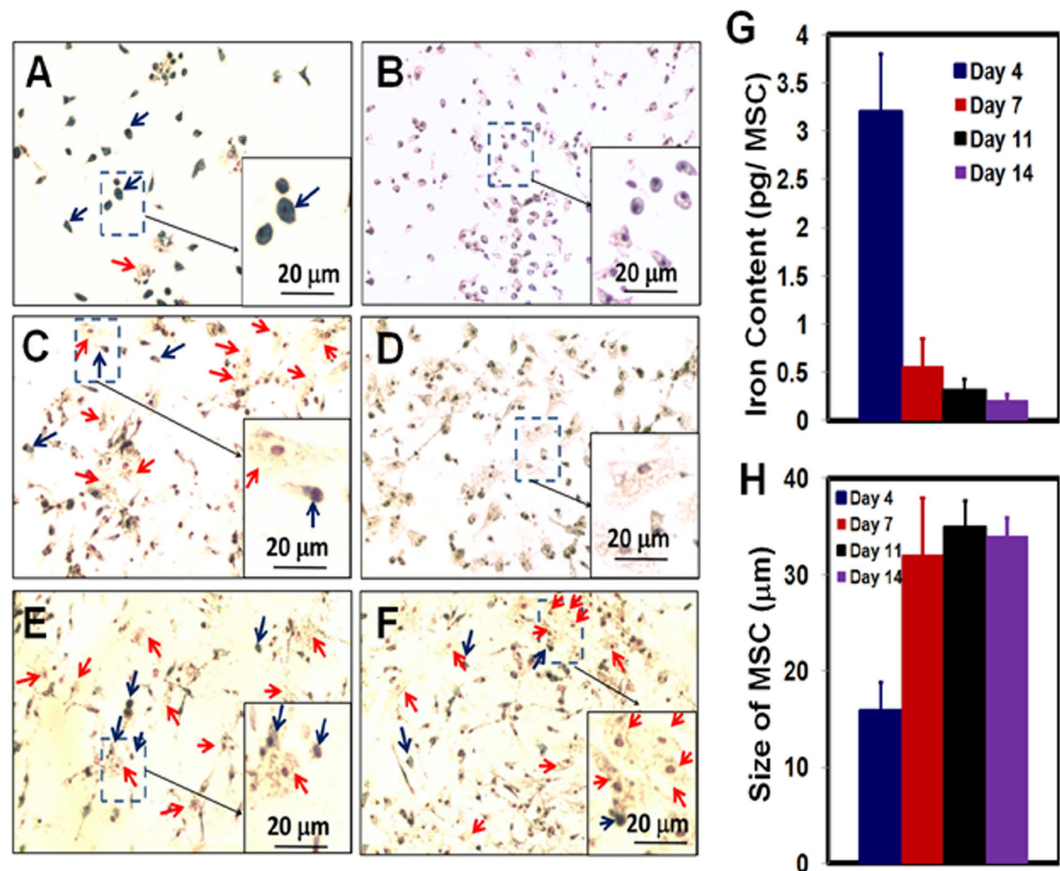 A
20 μm
B
20 μm
C
20 μm
D
20 μm
E
20 μm
F
20 μm
G
Iron Content (pg/ MSC)
4
3.5
3
2.5
2
1.5
1
0.5
0
Day 4
Day 7
Day 11
Day 14
H
Size of MSC (μm)
40
30
20
10
0
Day 4
Day 7
Day 11
Day 14